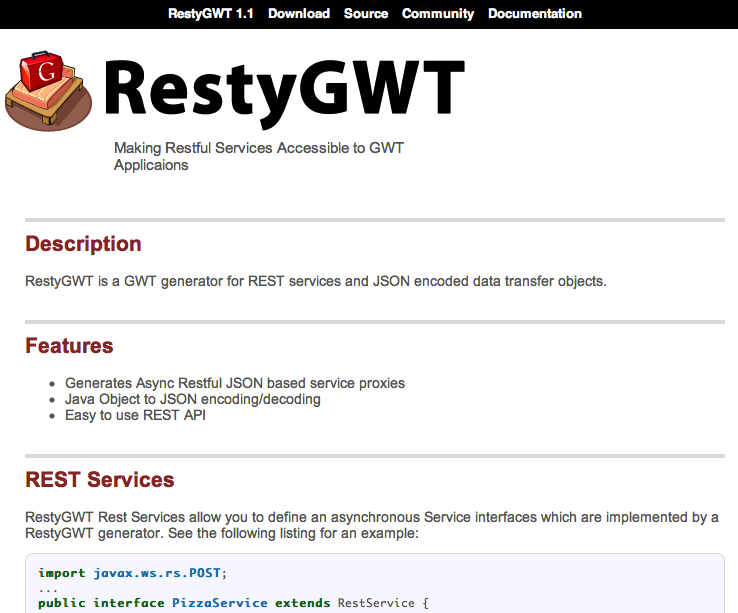 RestyGWT 1.1 Download Source Community Documentation
G
RestyGWT
Making Restful Services Accessible to GWT
Applicaions
Description
RestyGWT is a GWT generator for REST services and JSON encoded data transfer objects.
Features
• Generates Async Restful JSON based service proxies
• Java Object to JSON encoding/decoding
• Easy to use REST API
REST Services
RestyGWT Rest Services allow you to define an asynchronous Service interfaces which are implemented by a
RestyGWT generator. See the following listing for an example:
import javax.ws.rs.POST;
...
public interface PizzaService extends RestService {